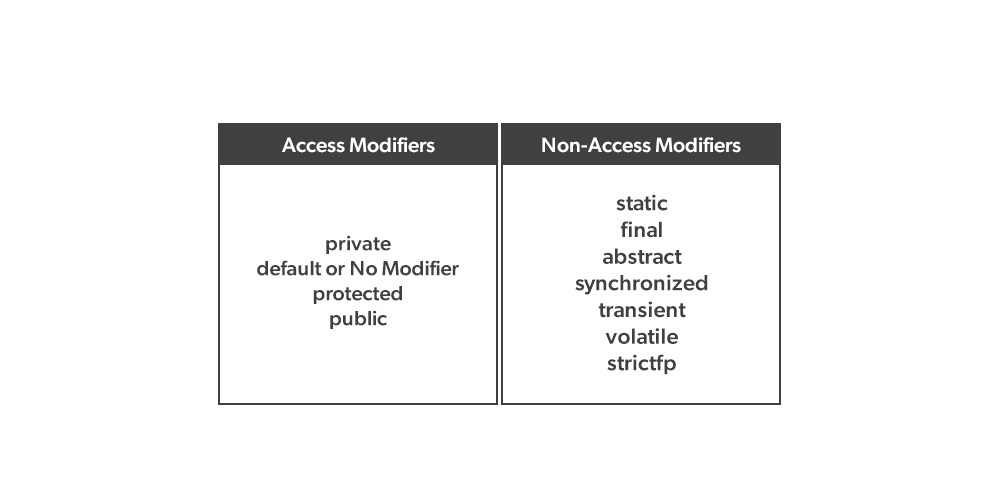 Access Modifiers
private
default or No Modifier
protected
public
Non-Access Modifiers
static
final
abstract
synchronized
transient
volatile
strictfp